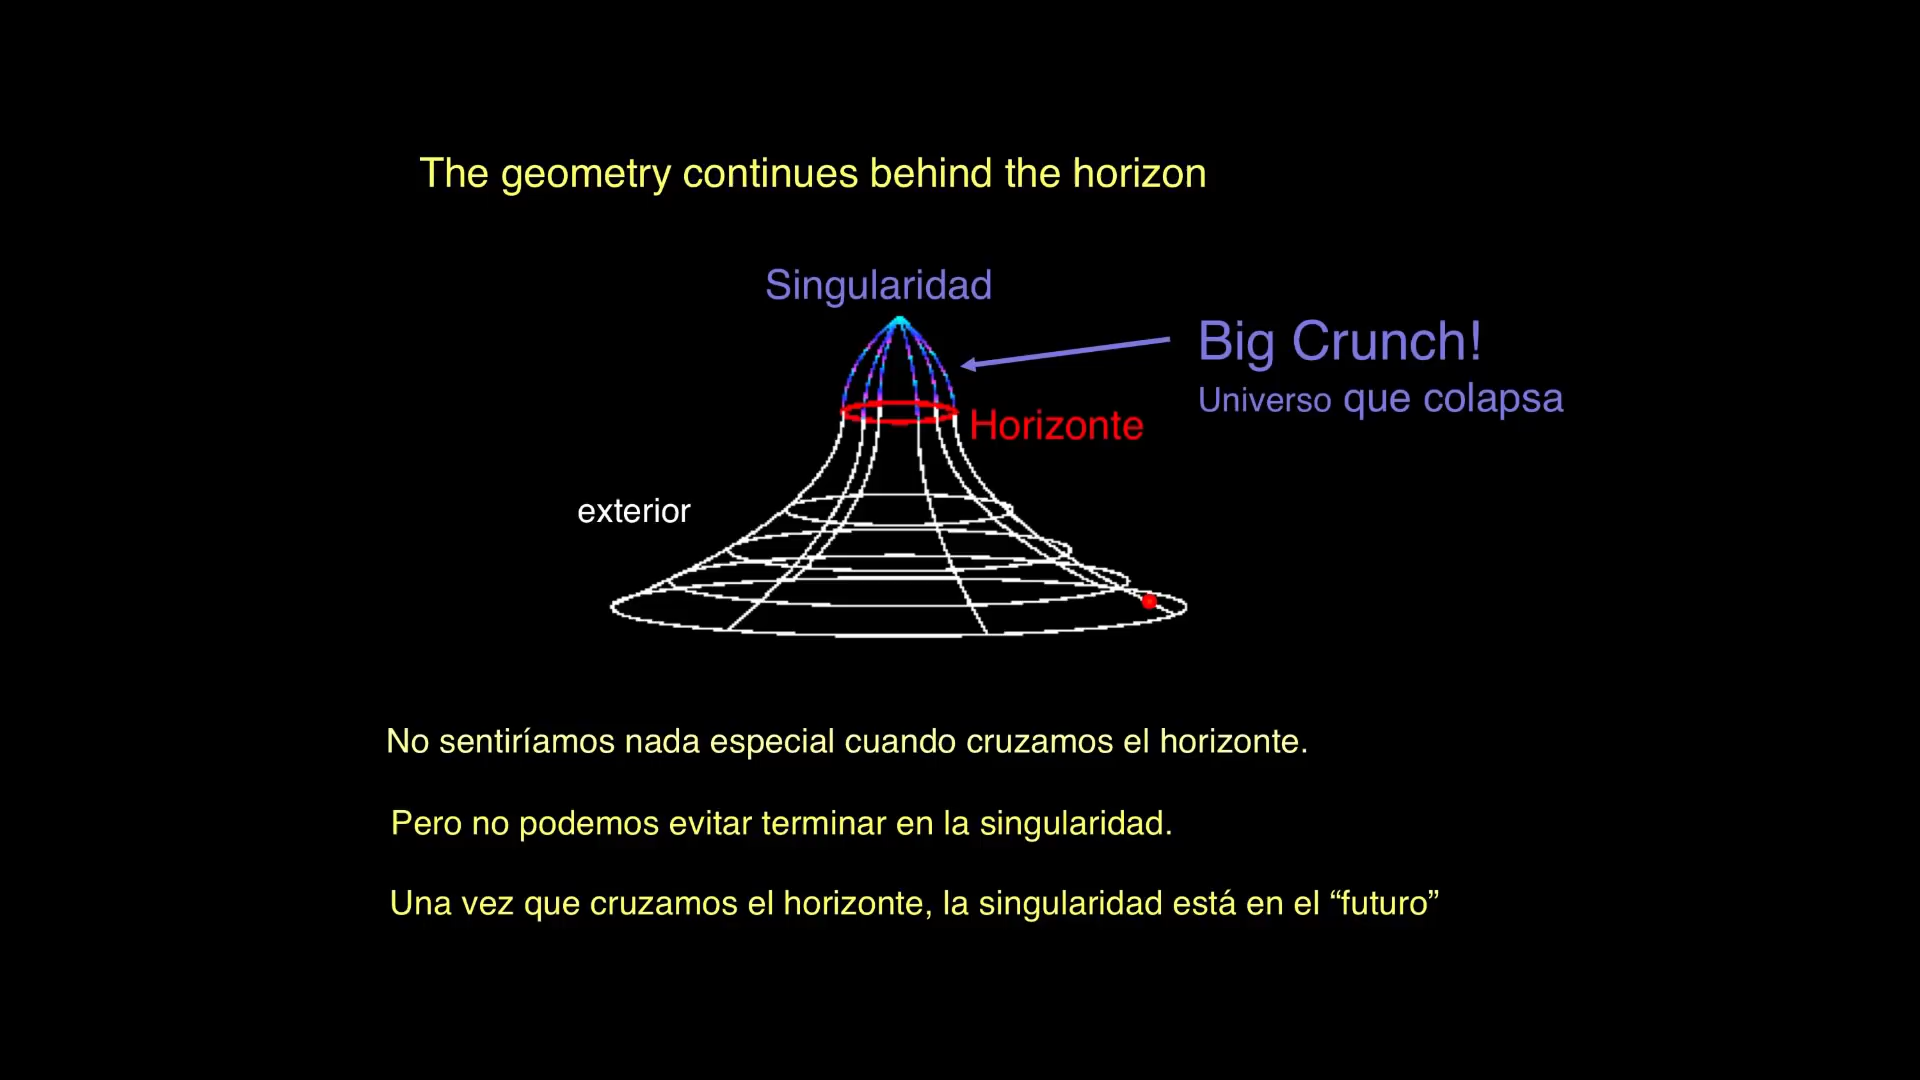 The geometry continues behind the horizon
Singularidad
Big Crunch!
Universo que colapsa
Horizonte
exterior
No sentiríamos nada especial cuando cruzamos el horizonte.
Pero no podemos evitar terminar en la singularidad.
Una vez que cruzamos el horizonte, la singularidad está en el “futuro”